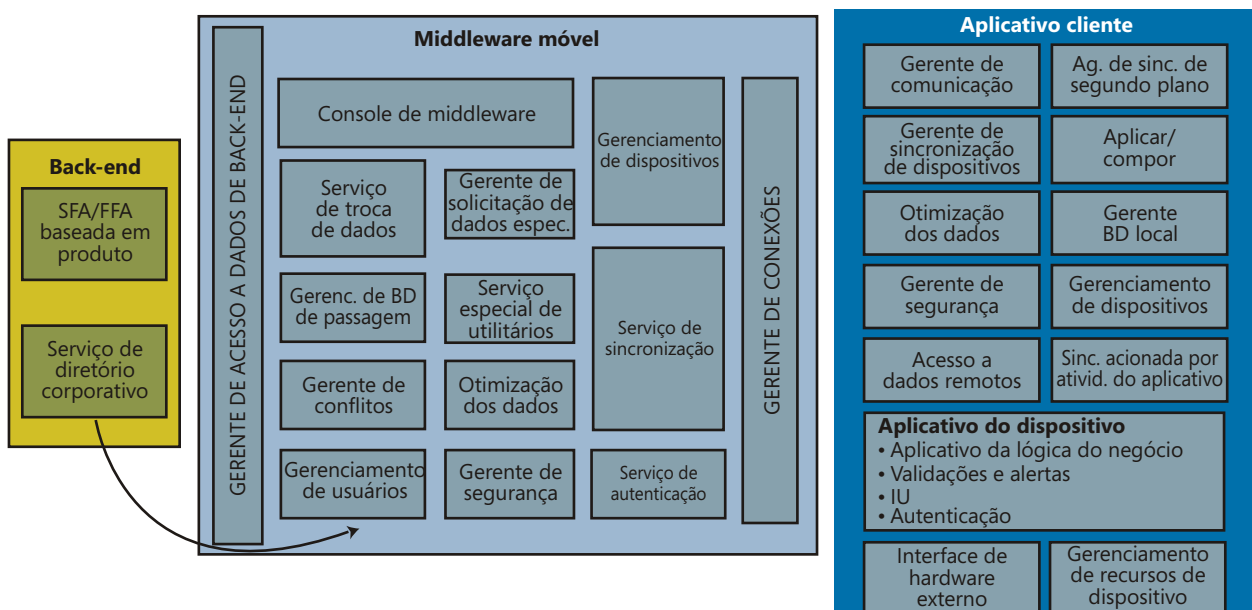 Back-end
SFA/FFA
baseada em
produto
Serviço de
diretório
corporativo
Middleware móvel
GERENTE DE ACESSO A DADOS DE BACK-END
Console de middleware
Serviço
de troca
de dados
Gerente de
solicitação de
dados espec.
Gerenc. de BD
de passagem
Serviço
especial de
utilitários
Gerente de
conflitos
Otimização
dos dados
Gerenciamento
de usuários
Gerente de
segurança
Gerenciamento
de dispositivos
Serviço de
sincronização
Serviço de
autenticação
GERENTE DE CONEXÕES
Aplicativo cliente
Gerente de
comunicação
Ag. de sinc. de
segundo plano
Gerente de
sincronização
de dispositivos
Aplicar/
compor
Otimização
dos dados
Gerente
BD local
Gerente de
segurança
Gerenciamento
de dispositivos
Acesso a
dados remotos
Sinc. acionada por
ativid. do aplicativo
Aplicativo do dispositivo
• Aplicativo da lógica do negócio
• Validações e alertas
• IU
• Autenticação
Interface de
hardware
externo
Gerenciamento
de recursos de
dispositivo